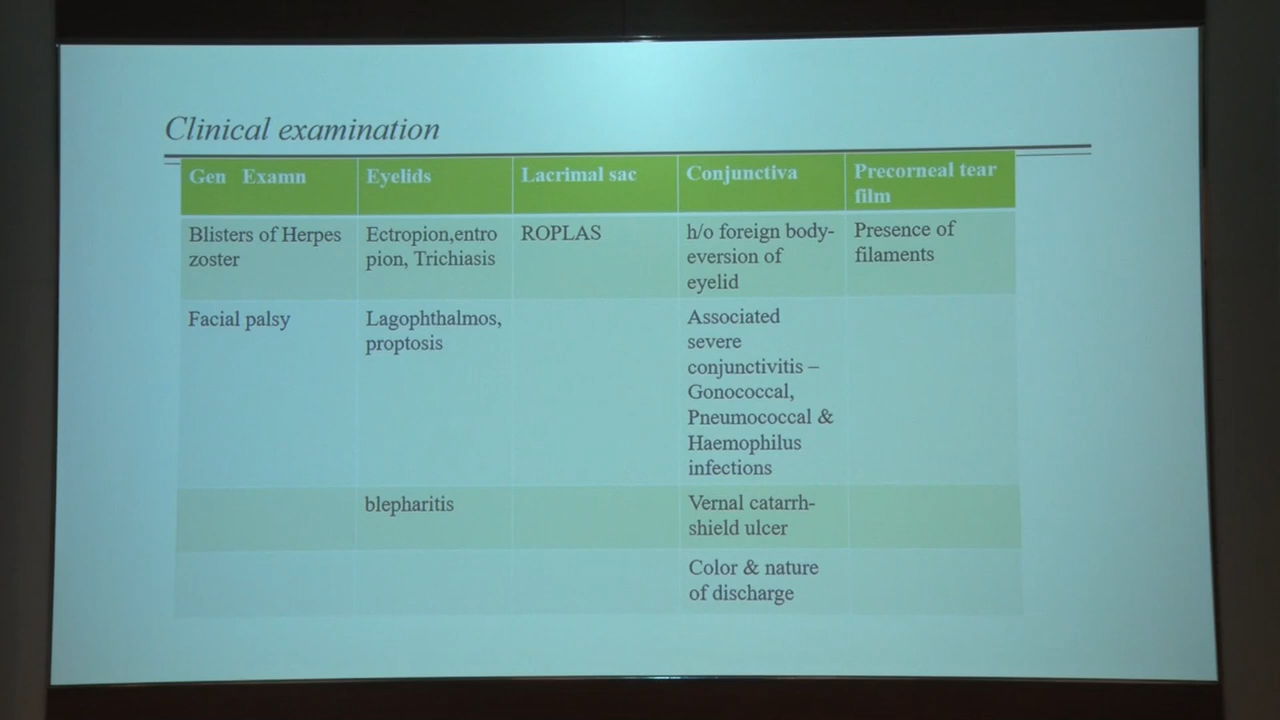 Clinical examination
Gen Examn
Eyelids
Lacrimal sac
Conjunctiva
Precorneal tear
film
Blisters of Herpes
zoster
Ectropion,entro
pion, Trichiasis
ROPLAS
h/o foreign body-
eversion of
eyelid
Presence of
filaments
Facial palsy
Lagophthalmos,
proptosis
Associated
severe
conjunctivitis –
Gonococcal,
Pneumococcal &
Haemophilus
infections
blepharitis
Vernal catarrh-
shield ulcer
Color & nature
of discharge